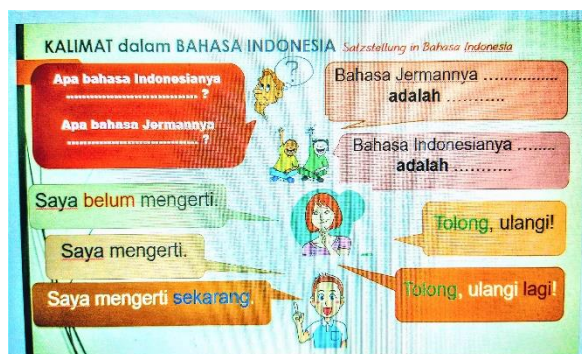 KALIMAT dalam BAHASA INDONESIA Satzstellung in Bahasa Indonesia
Apa bahasa Indonesianya
................................ ?
Apa bahasa Jermannya
................................ ?
?
Bahasa Jermannya ................
adalah ............
Bahasa Indonesianya ........
adalah ............
Saya belum mengerti.
Saya mengerti.
Saya mengerti sekarang.
Tolong, ulangi!
Tolong, ulangi lagi!